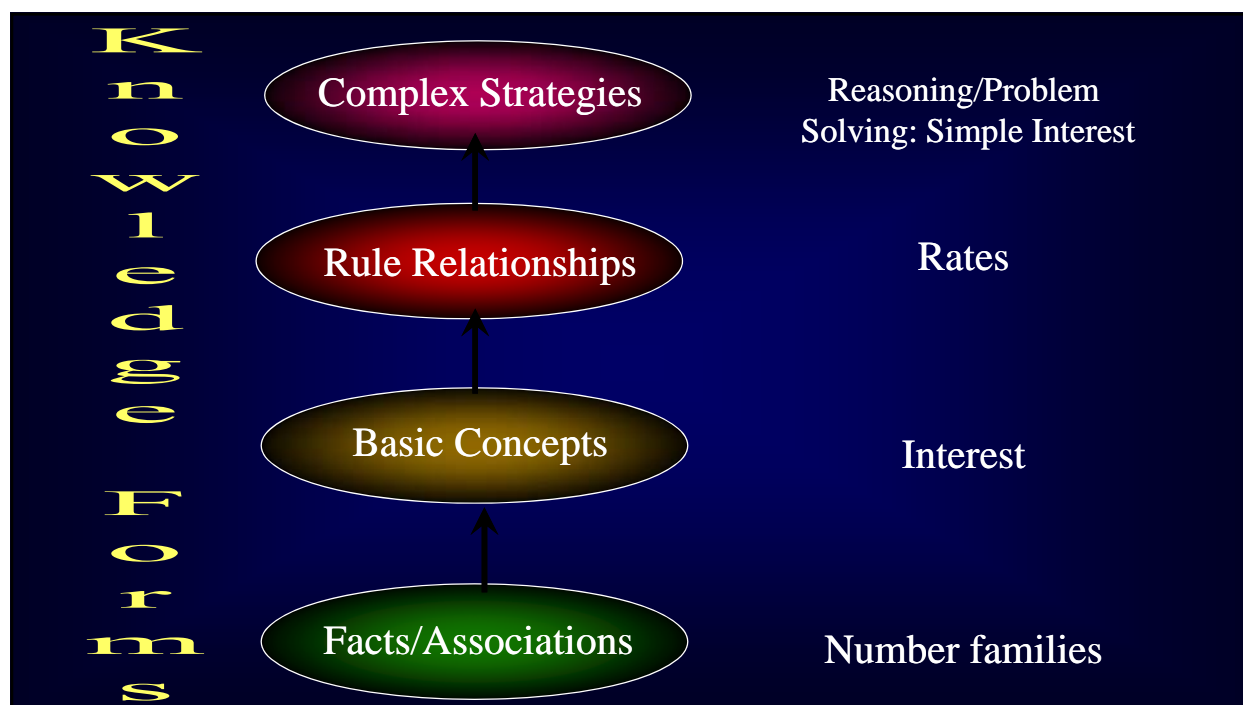 Knowledge Forms
Complex Strategies
Reasoning/Problem
Solving: Simple Interest
Rule Relationships
Rates
Basic Concepts
Interest
Facts/Associations
Number families